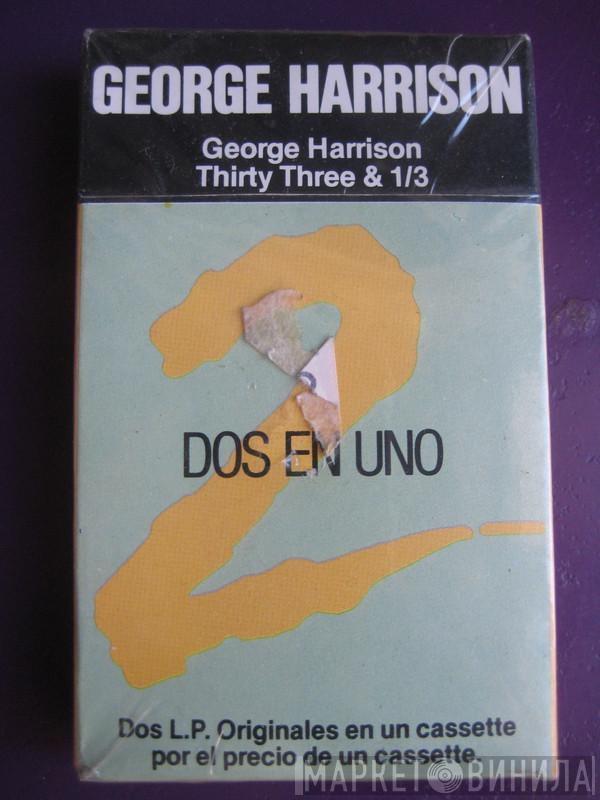 GEORGE HARRISON
George Harrison
Thirty Three & 1/3
2
DOS EN UNO
Dos L.P. Originales en un cassette
por el precio de un cassette.
МАРКЕТ ВИНИЛА